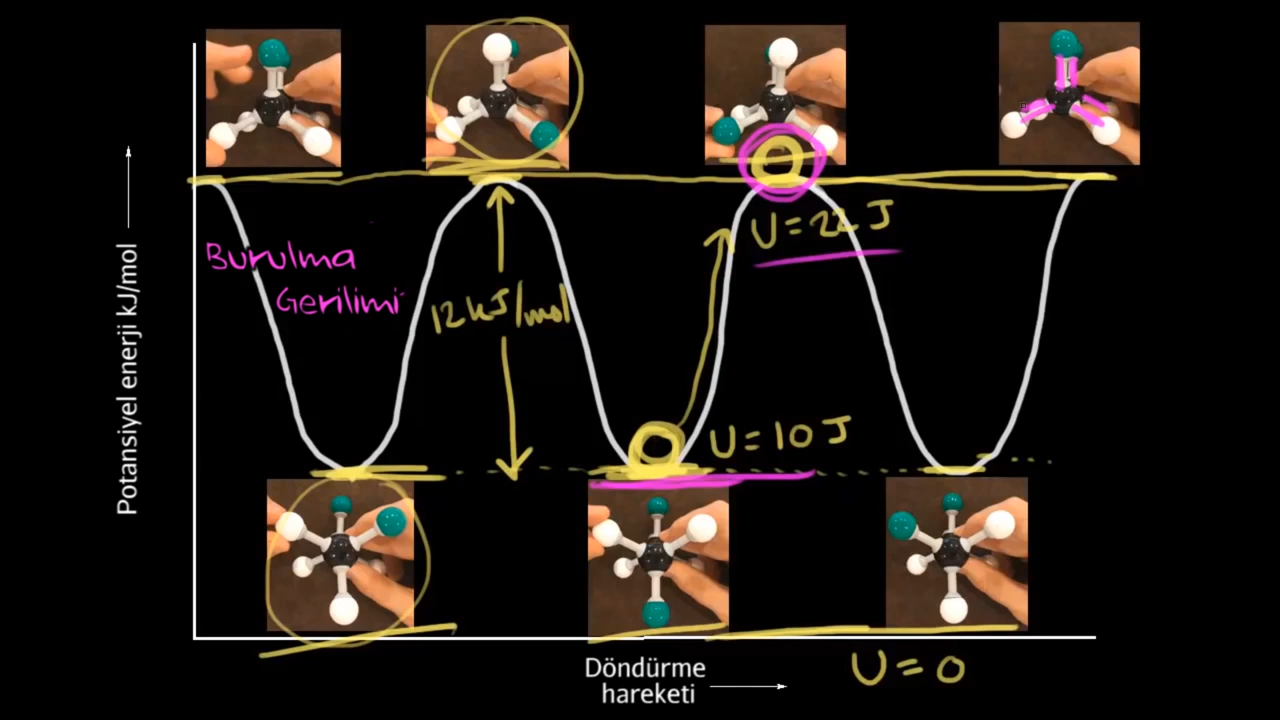 Potansiyel enerji kJ/mol
Burulma
Gerilimi
12 kJ/mol
U = 22 J
U = 10 J
Döndürme
hareketi
U = 0